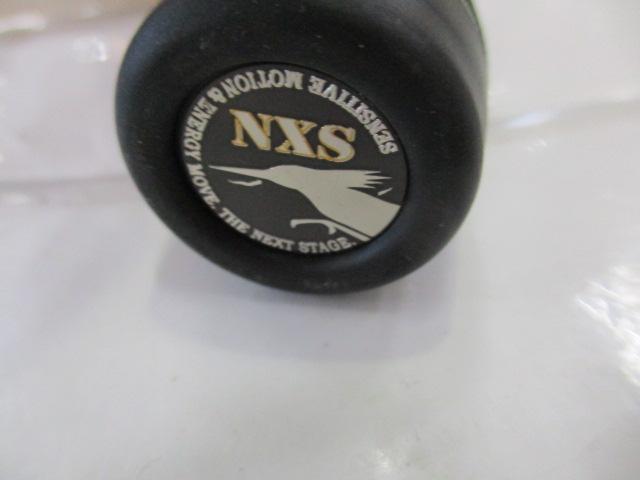 NXS
SENSITIVE MOTION & ENERGY MOVE. THE NEXT STAGE.